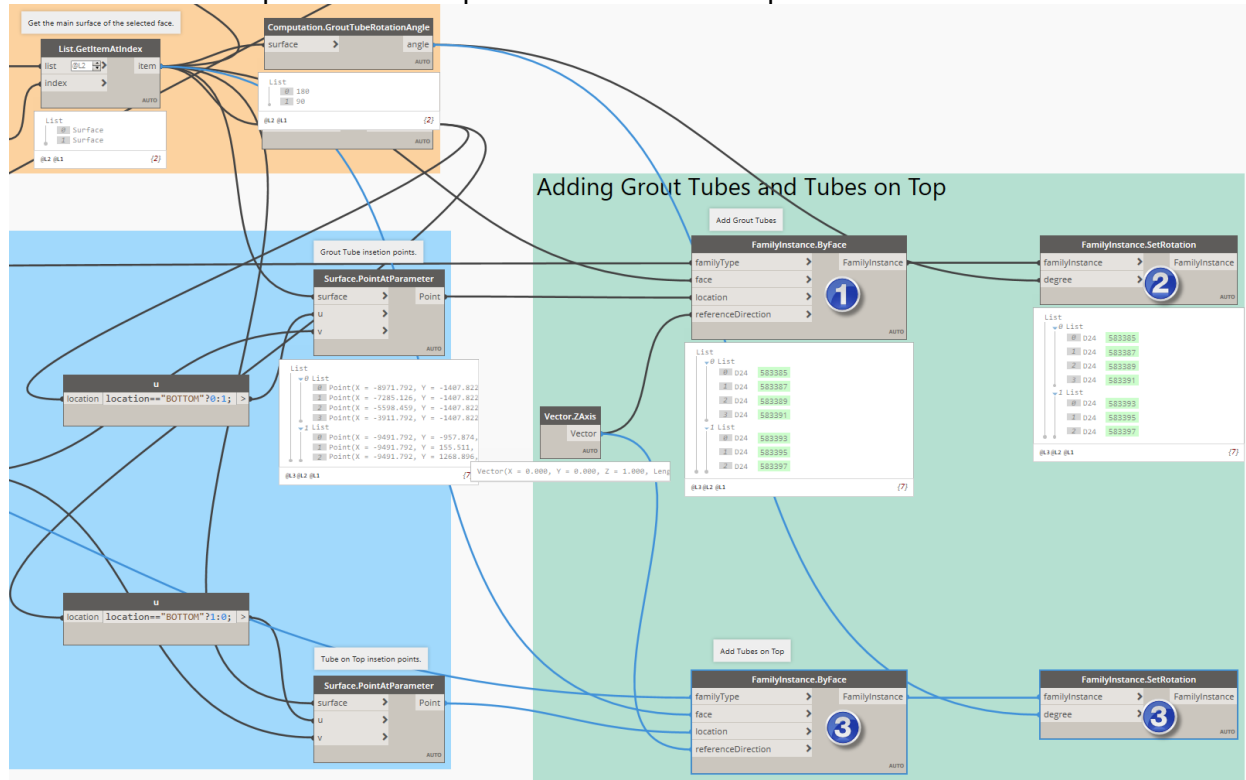 Get the main surface of the selected face.
List.GetItemAtIndex
list @L2 > item
index >
AUTO
List
0 Surface
1 Surface
@L2 @L1 {2}
Computation.GroutTubeRotationAngle
surface > angle
AUTO
List
0 180
1 90
@L2 @L1 {2}
AUTO
Grout Tube insetion points.
Surface.PointAtParameter
surface > Point
u >
v >
AUTO
List
0 List
0 Point(X = -8971.792, Y = -1407.822
1 Point(X = -7285.126, Y = -1407.822
2 Point(X = -5598.459, Y = -1407.822
3 Point(X = -3911.792, Y = -1407.822
1 List
0 Point(X = -9491.792, Y = -957.874,
1 Point(X = -9491.792, Y = 155.511,
2 Point(X = -9491.792, Y = 1268.896,
@L3 @L2 @L1 {7}
u
location location=="BOTTOM"?0:1; >
u
location location=="BOTTOM"?1:0; >
Tube on Top insetion points.
Surface.PointAtParameter
surface > Point
u >
v >
AUTO
Adding Grout Tubes and Tubes on Top
Add Grout Tubes
FamilyInstance.ByFace
familyType > FamilyInstance
face >
location >
referenceDirection >
1
AUTO
List
0 List
0 D24 583385
1 D24 583387
2 D24 583389
3 D24 583391
1 List
0 D24 583393
1 D24 583395
2 D24 583397
@L3 @L2 @L1 {7}
Vector.ZAxis
Vector
AUTO
Vector(X = 0.000, Y = 0.000, Z = 1.000, Leng
FamilyInstance.SetRotation
familyInstance > FamilyInstance
degree >
2
AUTO
List
0 List
0 D24 583385
1 D24 583387
2 D24 583389
3 D24 583391
1 List
0 D24 583393
1 D24 583395
2 D24 583397
@L3 @L2 @L1 {7}
Add Tubes on Top
FamilyInstance.ByFace
familyType > FamilyInstance
face >
location >
referenceDirection >
3
AUTO
FamilyInstance.SetRotation
familyInstance > FamilyInstance
degree >
3
AUTO